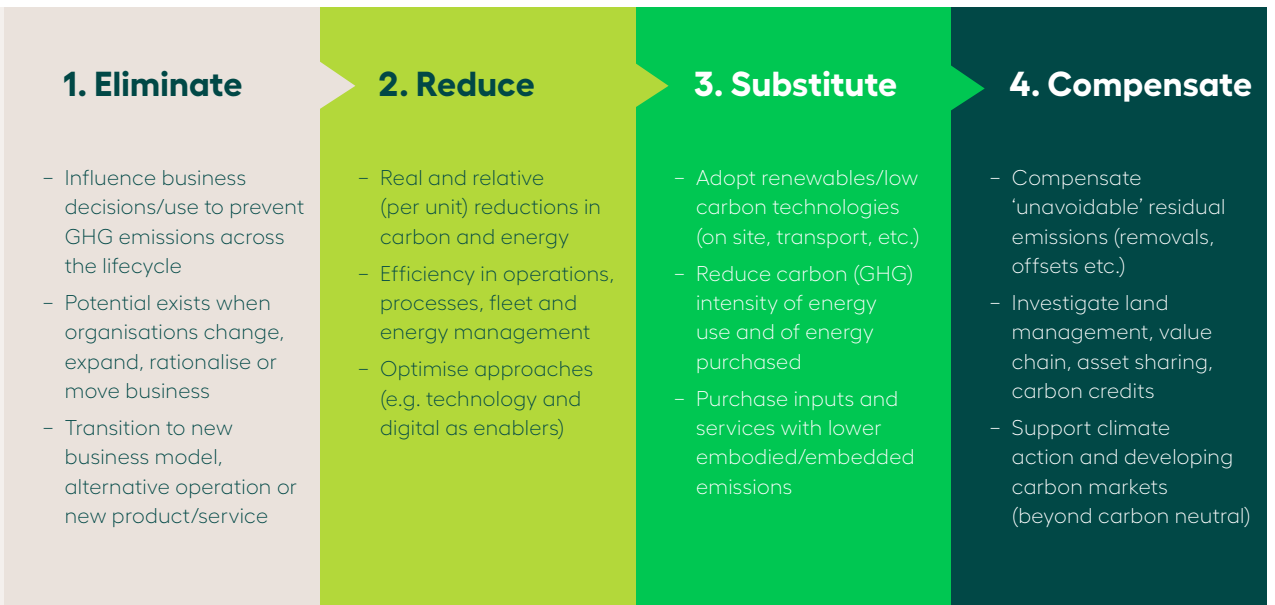 1. Eliminate
– Influence business
decisions/use to prevent
GHG emissions across
the lifecycle
– Potential exists when
organisations change,
expand, rationalise or
move business
– Transition to new
business model,
alternative operation or
new product/service
2. Reduce
– Real and relative
(per unit) reductions in
carbon and energy
– Efficiency in operations,
processes, fleet and
energy management
– Optimise approaches
(e.g. technology and
digital as enablers)
3. Substitute
– Adopt renewables/low
carbon technologies
(on site, transport, etc.)
– Reduce carbon (GHG)
intensity of energy
use and of energy
purchased
– Purchase inputs and
services with lower
embodied/embedded
emissions
4. Compensate
– Compensate
‘unavoidable’ residual
emissions (removals,
offsets etc.)
– Investigate land
management, value
chain, asset sharing,
carbon credits
– Support climate
action and developing
carbon markets
(beyond carbon neutral)